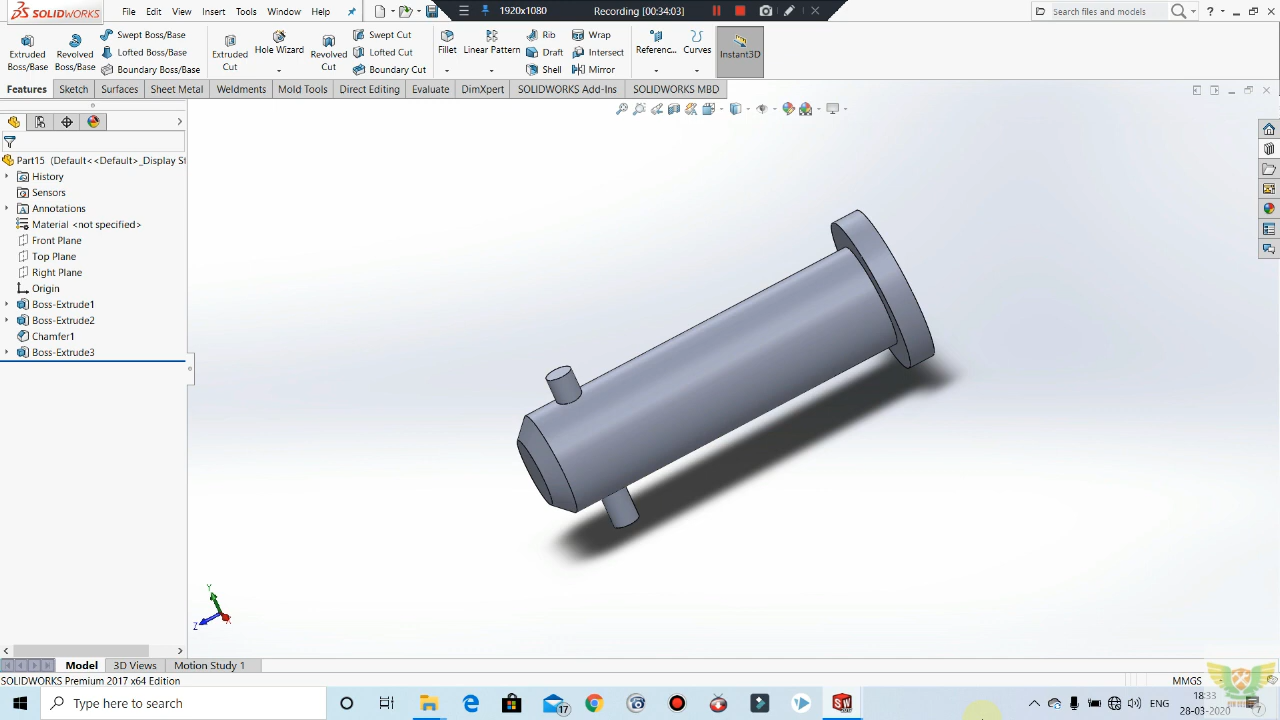 SOLIDWORKS
File Edit View Insert Tools Window Help
1920x1080 Recording [00:34:03]
search files and models
?
Extruded Boss/Base
Revolved Boss/Base
Swept Boss/Base
Lofted Boss/Base
Boundary Boss/Base
Extruded Cut
Hole Wizard
Revolved Cut
Swept Cut
Lofted Cut
Boundary Cut
Fillet
Linear Pattern
Rib
Draft
Shell
Wrap
Intersect
Mirror
Referenc...
Curves
Instant3D
Features Sketch Surfaces Sheet Metal Weldments Mold Tools Direct Editing Evaluate DimXpert SOLIDWORKS Add-Ins SOLIDWORKS MBD
Part15 (Default<<Default>_Display St
History
Sensors
Annotations
Material <not specified>
Front Plane
Top Plane
Right Plane
Origin
Boss-Extrude1
Boss-Extrude2
Chamfer1
Boss-Extrude3
Y
Z
Model 3D Views Motion Study 1
SOLIDWORKS Premium 2017 x64 Edition
MMGS
Type here to search
17
SW
ENG
18:33
28-03-2020
7